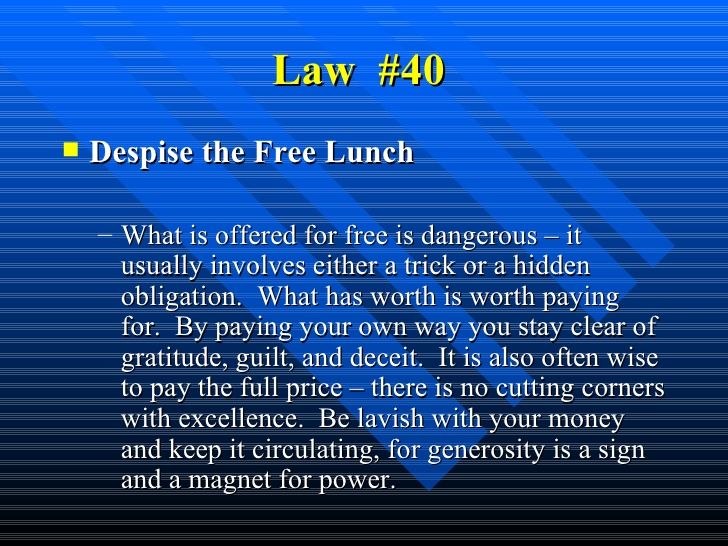 Law #40
Despise the Free Lunch
– What is offered for free is dangerous – it
usually involves either a trick or a hidden
obligation. What has worth is worth paying
for. By paying your own way you stay clear of
gratitude, guilt, and deceit. It is also often wise
to pay the full price – there is no cutting corners
with excellence. Be lavish with your money
and keep it circulating, for generosity is a sign
and a magnet for power.